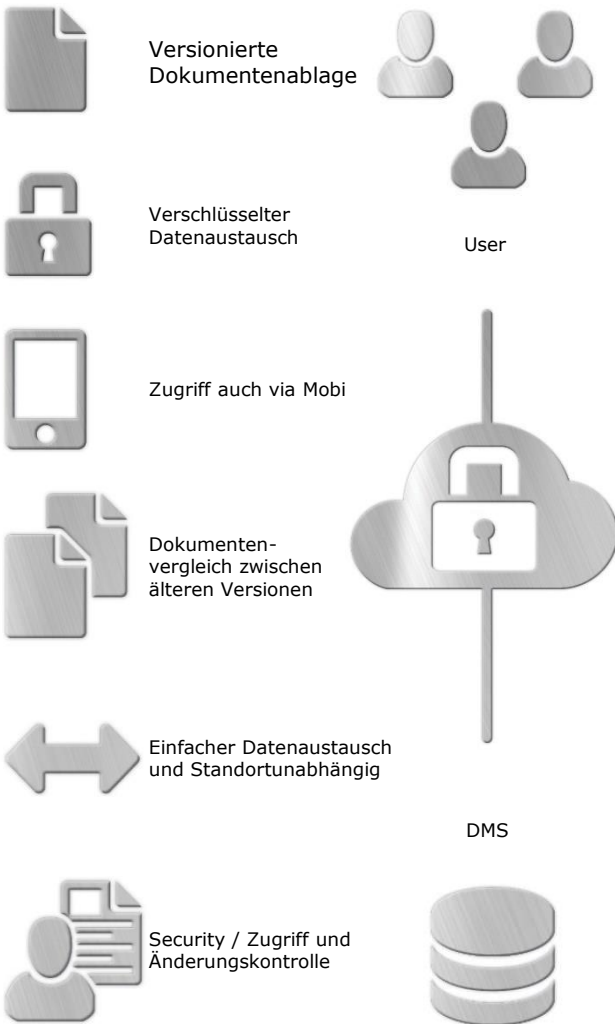 Versionierte
Dokumentenablage
Verschlüsselter
Datenaustausch
User
Zugriff auch via Mobi
Dokumenten-
vergleich zwischen
älteren Versionen
Einfacher Datenaustausch
und Standortunabhängig
DMS
Security / Zugriff und
Änderungskontrolle